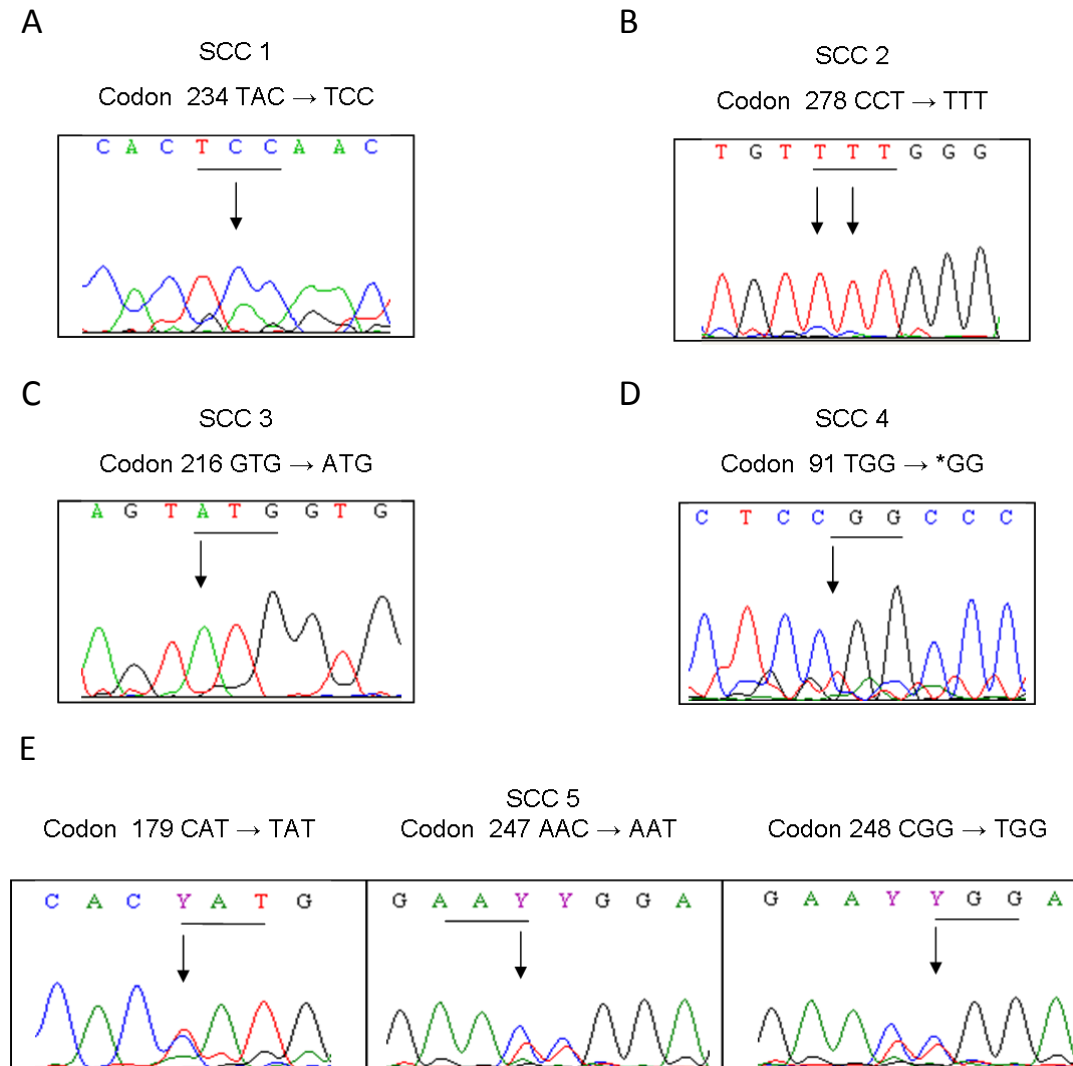 A
SCC 1
Codon 234 TAC → TCC
C A C T C C A A C
B
SCC 2
Codon 278 CCT → TTT
T G T T T T G G G
C
SCC 3
Codon 216 GTG → ATG
A G T A T G G T G
D
SCC 4
Codon 91 TGG → *GG
C T C C G G C C C
E
SCC 5
Codon 179 CAT → TAT
Codon 247 AAC → AAT
Codon 248 CGG → TGG
C A C Y A T G
G A A Y Y G G A
G A A Y Y G G A